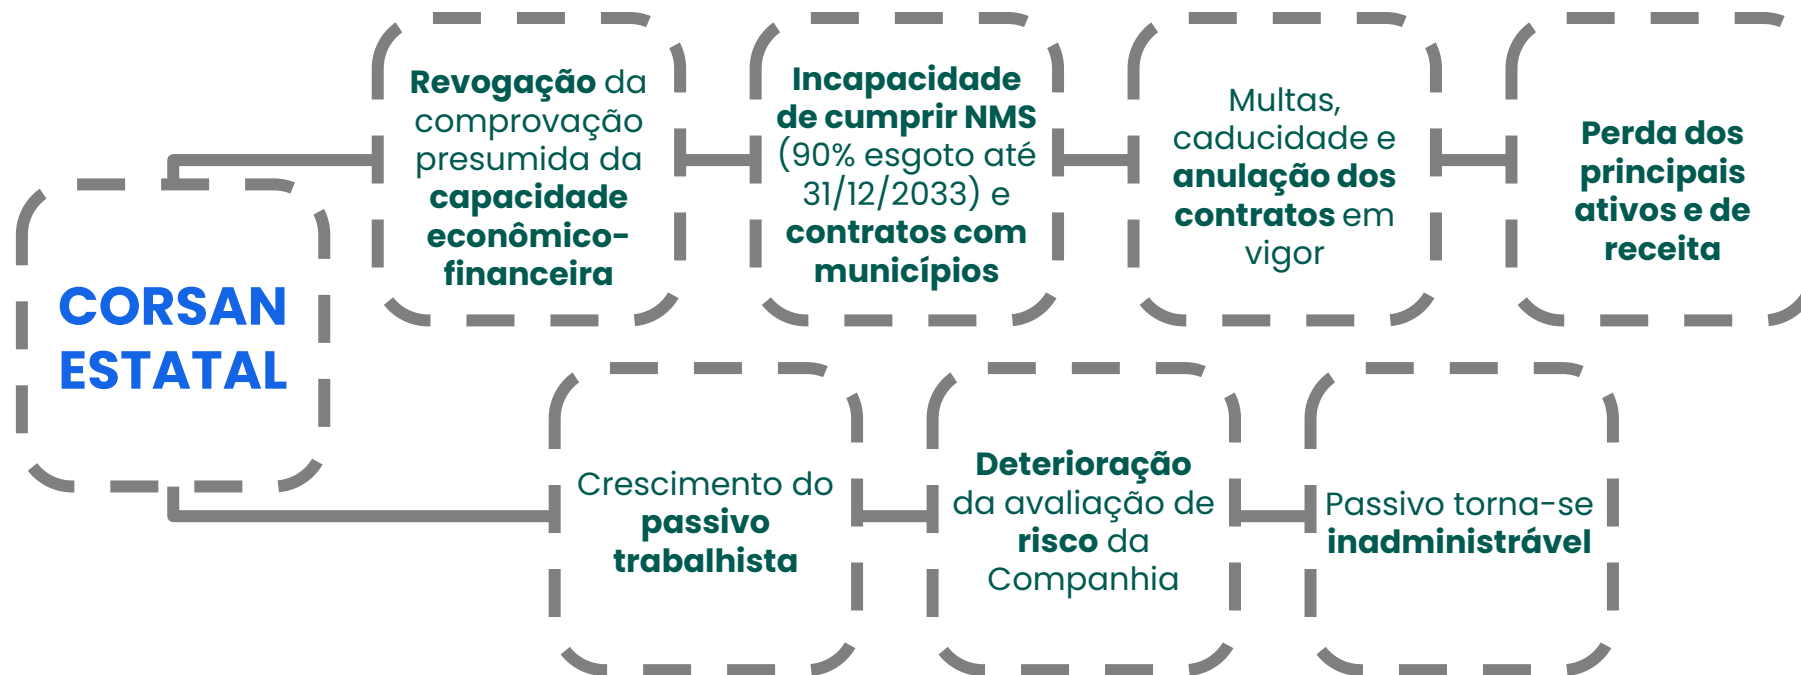 CORSAN
ESTATAL
Revogação da
comprovação
presumida da
capacidade
econômico-
financeira
Incapacidade
de cumprir NMS
(90% esgoto até
31/12/2033) e
contratos com
municípios
Multas,
caducidade e
anulação dos
contratos em
vigor
Perda dos
principais
ativos e de
receita
Crescimento do
passivo
trabalhista
Deterioração
da avaliação de
risco da
Companhia
Passivo torna-se
inadministrável